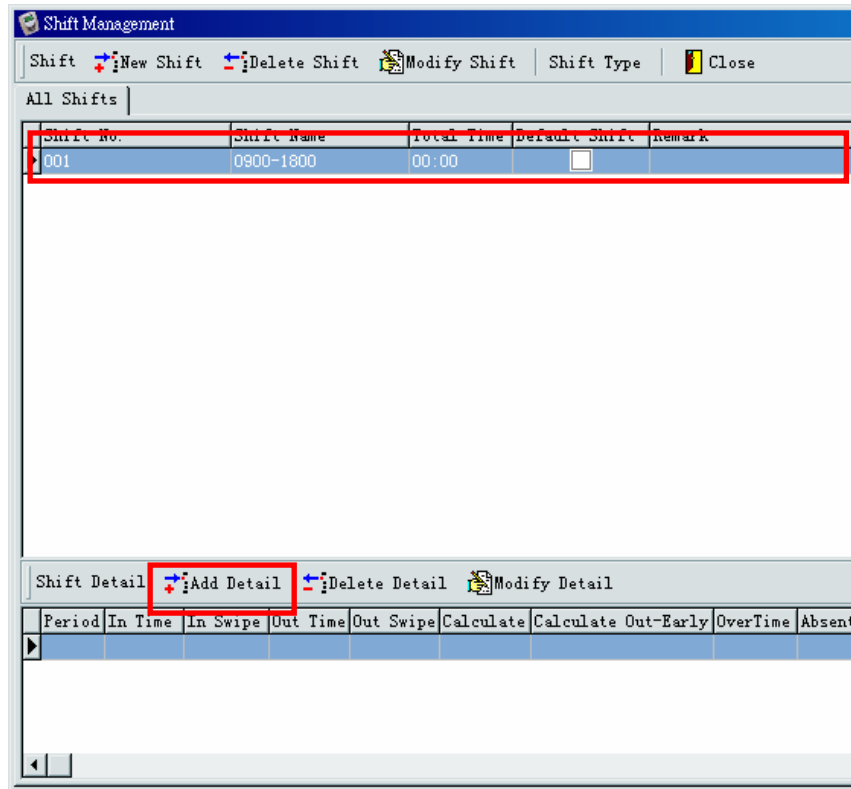 Shift Management
Shift New Shift Delete Shift Modify Shift Shift Type Close
All Shifts
Shift No. Shift Name Total Time Default Shift Remark
001 0900-1800 00:00
Shift Detail Add Detail Delete Detail Modify Detail
Period In Time In Swipe Out Time Out Swipe Calculate Calculate Out-Early OverTime Absent